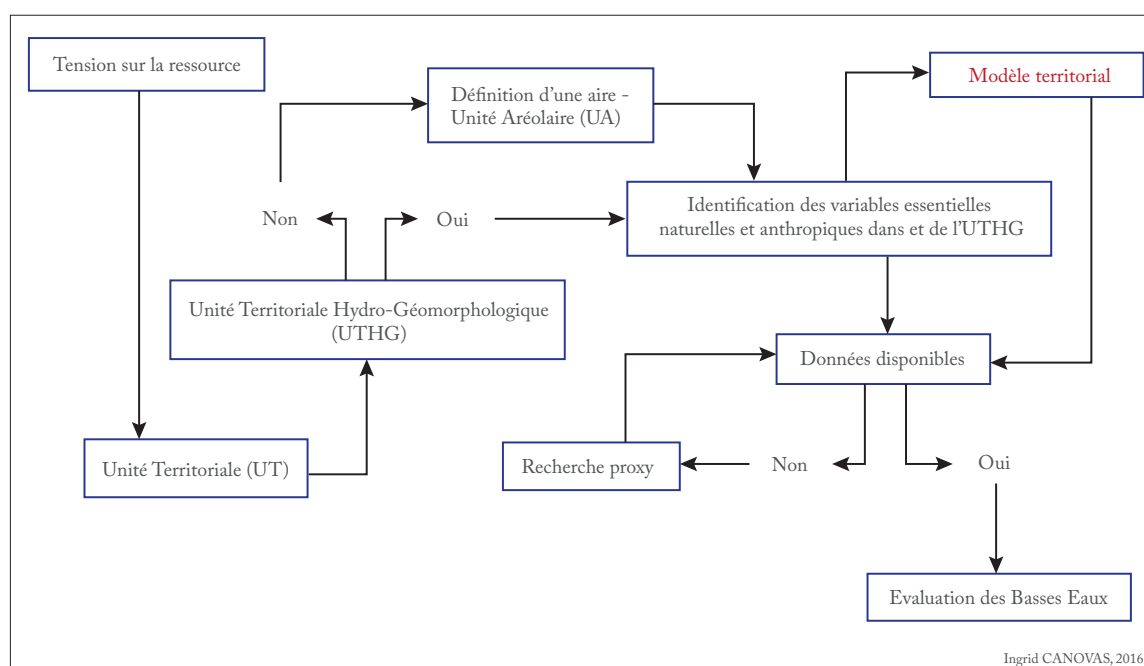 Tension sur la ressource
Modèle territorial
Définition d'une aire -
Unité Aréolaire (UA)
Identification des variables essentielles
naturelles et anthropiques dans et de l'UTHG
Non
Oui
Unité Territoriale Hydro-Géomorphologique
(UTHG)
Données disponibles
Unité Territoriale (UT)
Recherche proxy
Non
Oui
Evaluation des Basses Eaux
Ingrid CANOVAS, 2016